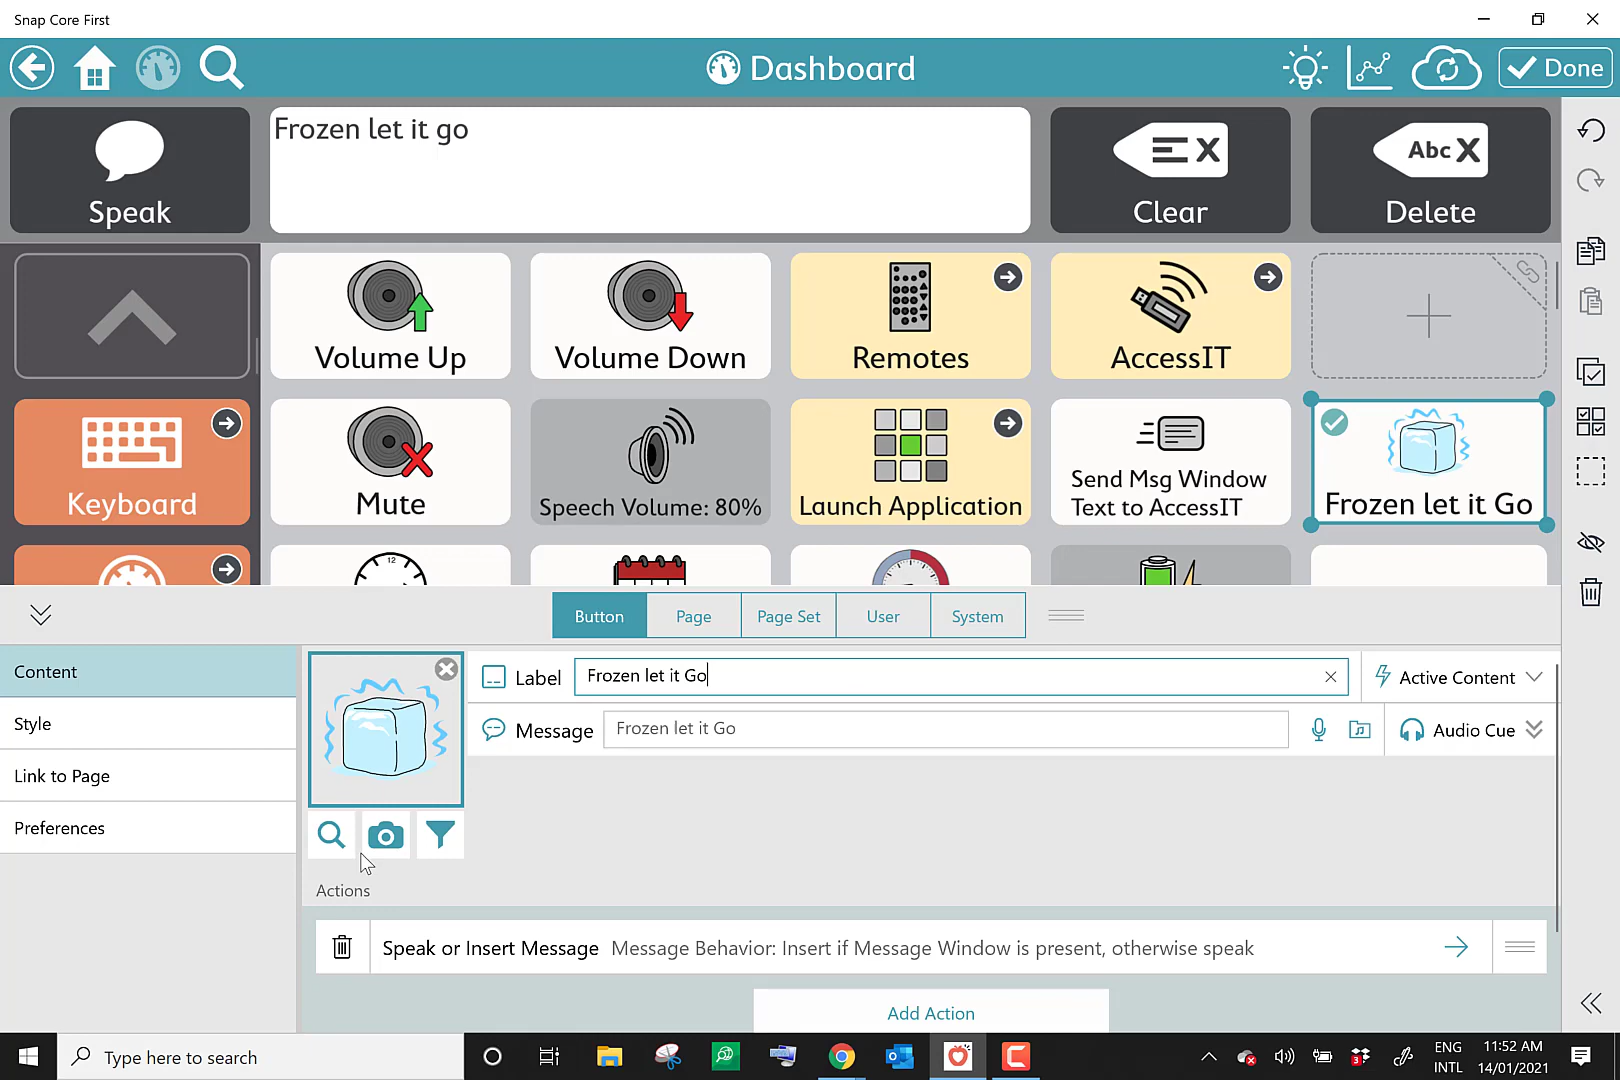 Snap Core First
Dashboard
Done
Speak
Frozen let it go
Clear
Abc X
Delete
Volume Up
Volume Down
Remotes
AccessIT
Keyboard
Mute
Speech Volume: 80%
Launch Application
Send Msg Window
Text to AccessIT
Frozen let it Go
12
Button
Page
Page Set
User
System
Content
Style
Link to Page
Preferences
Label
Frozen let it Go
Active Content
Message
Frozen let it Go
Audio Cue
Actions
Speak or Insert Message
Message Behavior: Insert if Message Window is present, otherwise speak
Add Action
Type here to search
3
ENG
INTL
11:52 AM
14/01/2021